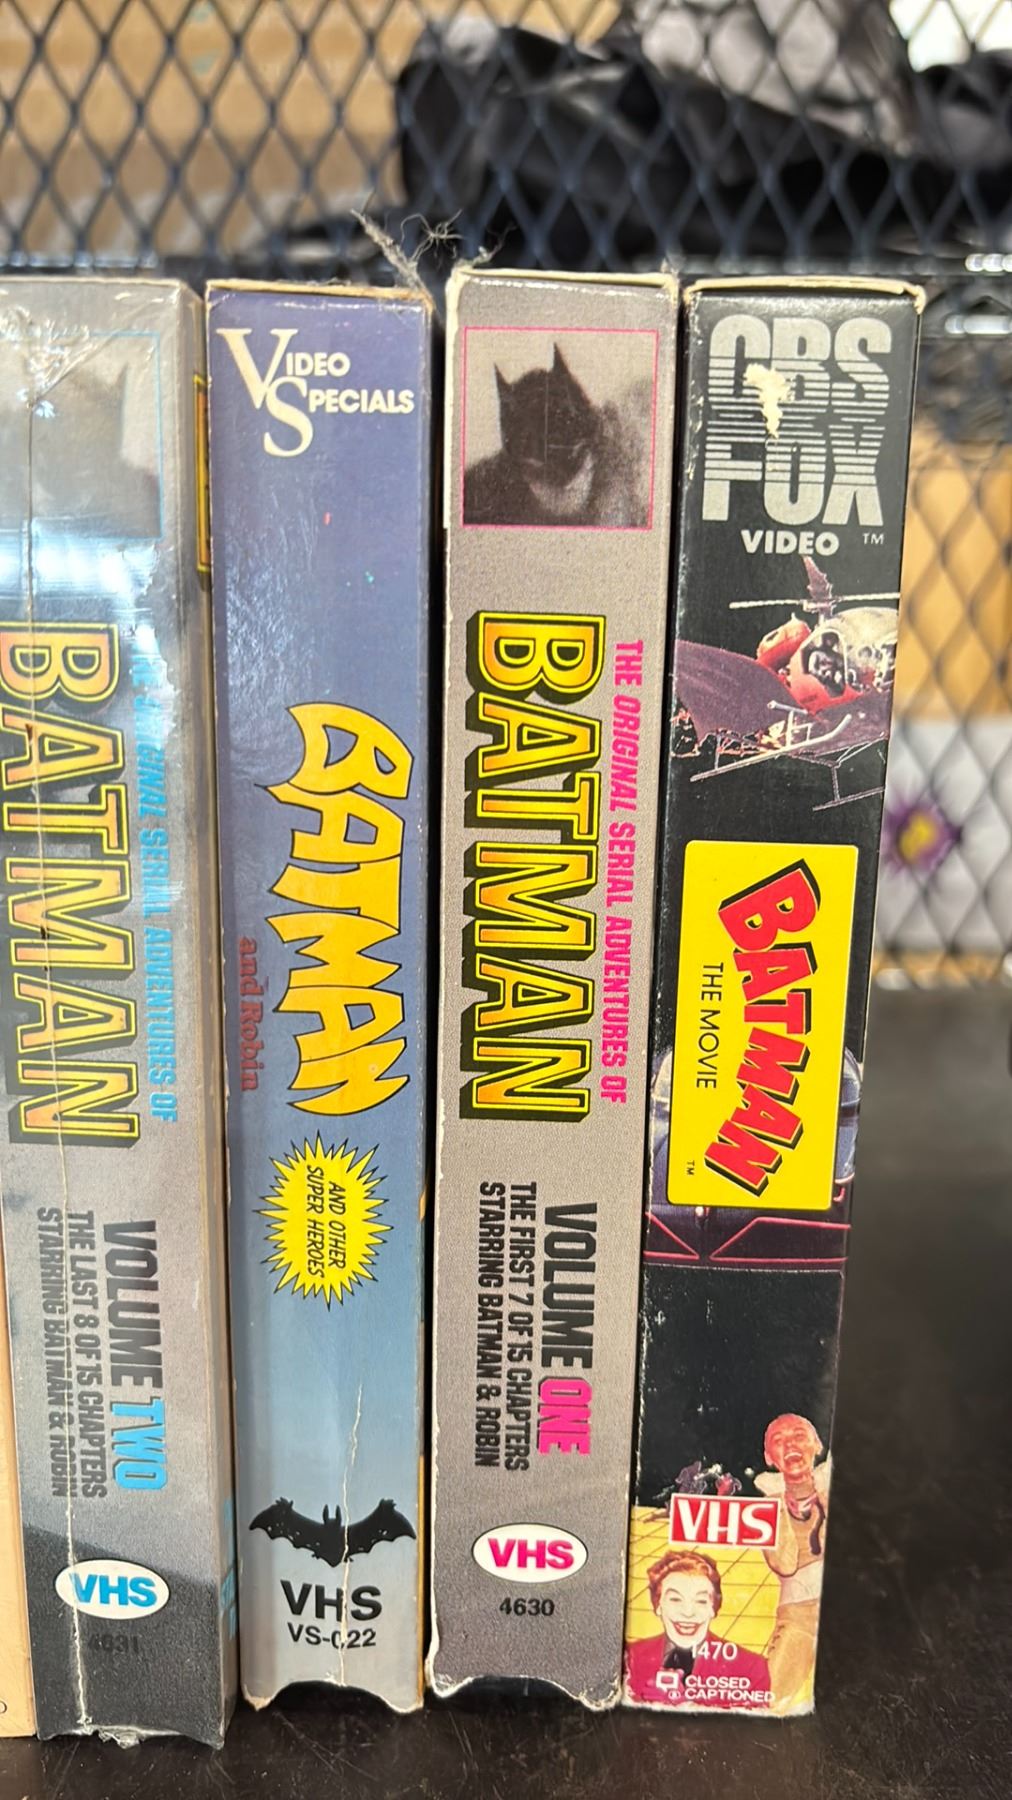 THE ORIGINAL SERIAL ADVENTURES OF
BATMAN
VOLUME TWO
THE LAST 8 OF 15 CHAPTERS
STARRING BATMAN & ROBIN
VHS
4631
VIDEO
SPECIALS
BATMAN
and Robin
AND OTHER
SUPER HEROES
VHS
VS-022
THE ORIGINAL SERIAL ADVENTURES OF
BATMAN
VOLUME ONE
THE FIRST 7 OF 15 CHAPTERS
STARRING BATMAN & ROBIN
VHS
4630
CBS
FOX
VIDEO TM
BATMAN
THE MOVIE TM
VHS
1470
CLOSED
CAPTIONED